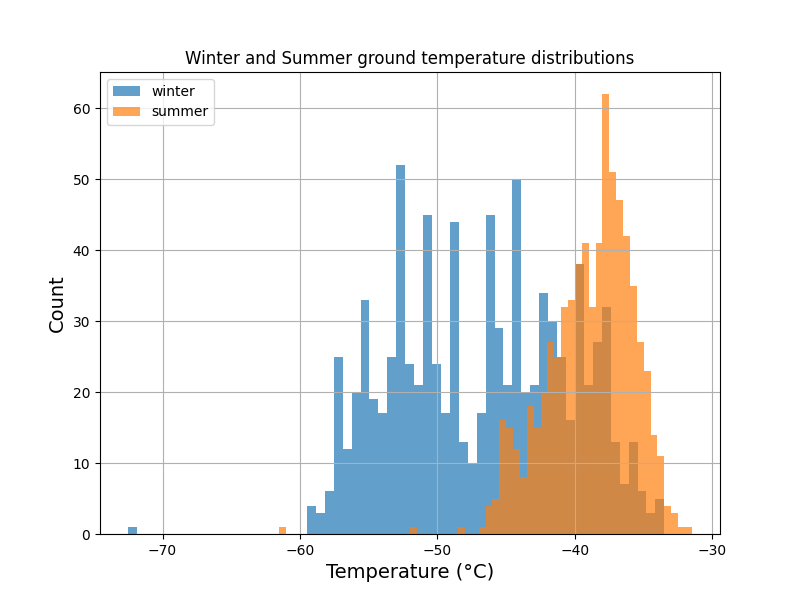 Winter and Summer ground temperature distributions
winter
summer
60
50
40
30
20
10
0
Count
−70
−60
−50
−40
−30
Temperature (°C)